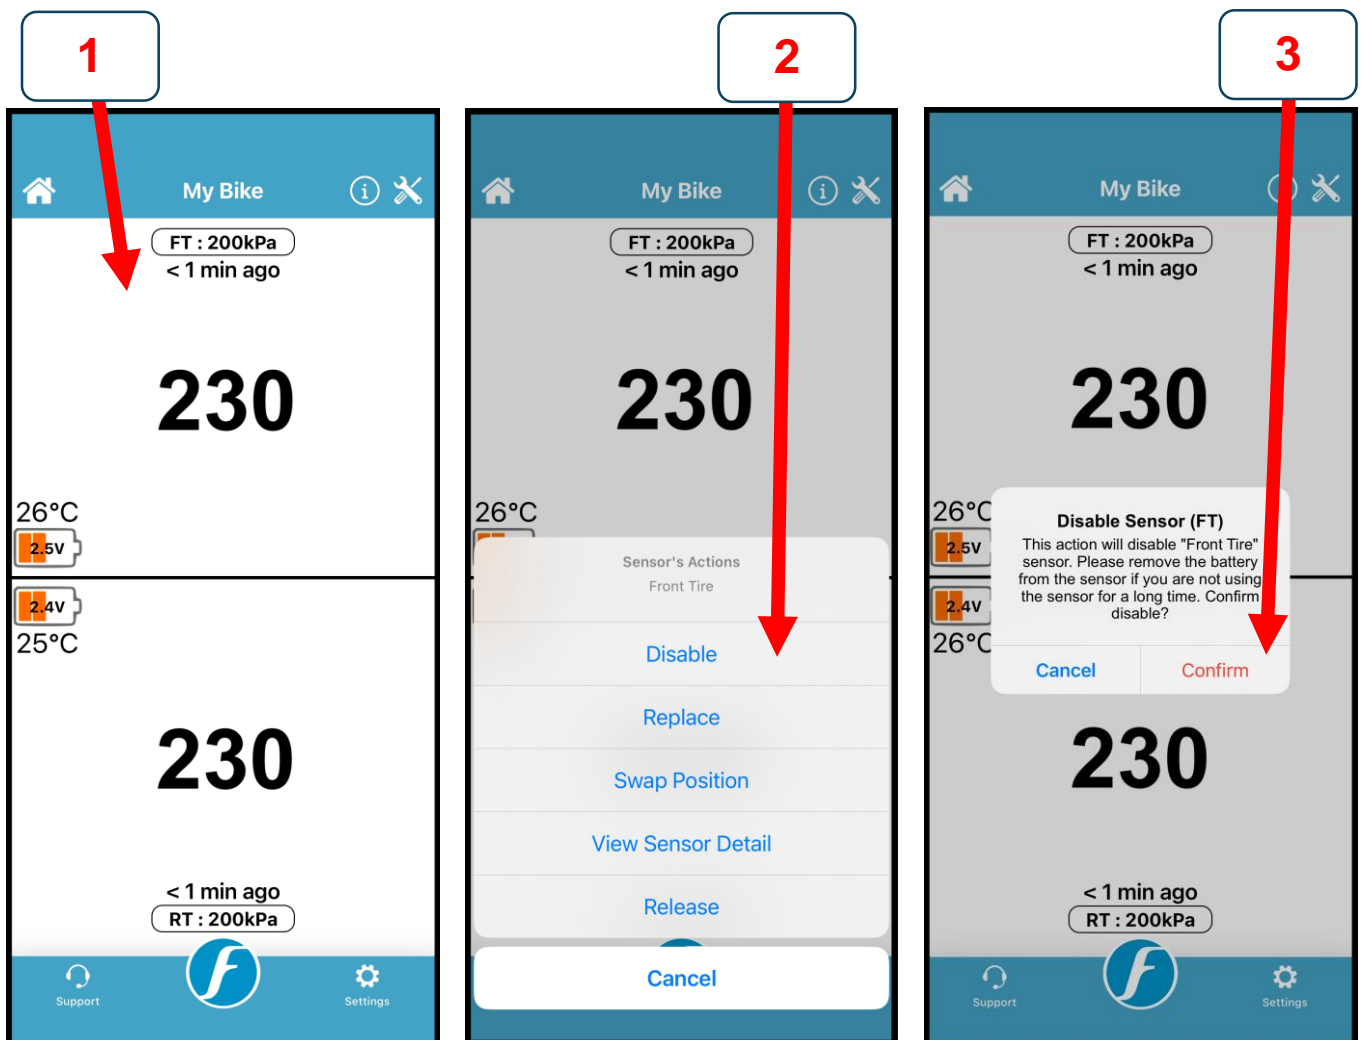 1
My Bike
i
FT : 200kPa
< 1 min ago
230
26°C
2.5V
2.4V
25°C
230
< 1 min ago
RT : 200kPa
Support
f
Settings
2
My Bike
i
FT : 200kPa
< 1 min ago
230
26°C
Sensor's Actions
Front Tire
Disable
Replace
Swap Position
View Sensor Detail
Release
Cancel
3
My Bike
FT : 200kPa
< 1 min ago
230
26°C
2.5V
Disable Sensor (FT)
This action will disable "Front Tire"
sensor. Please remove the battery
from the sensor if you are not using
the sensor for a long time. Confirm
disable?
Cancel
Confirm
2.4V
26°C
230
< 1 min ago
RT : 200kPa
Support
f
Settings